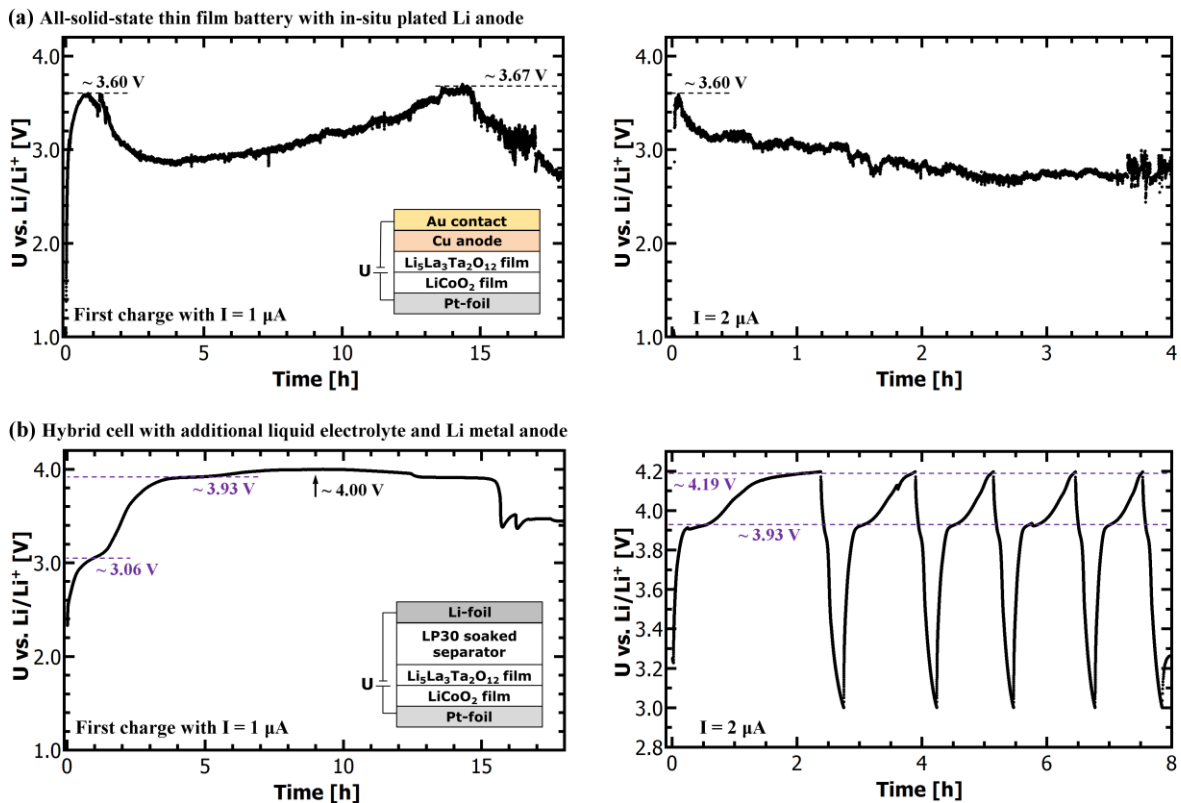 (a) All-solid-state thin film battery with in-situ plated Li anode
U vs. Li/Li⁺ [V]
4.0
3.0
2.0
1.0
~ 3.60 V
~ 3.67 V
U
Au contact
Cu anode
Li₅La₃Ta₂O₁₂ film
LiCoO₂ film
Pt-foil
First charge with I = 1 µA
0
5
10
15
Time [h]
U vs. Li/Li⁺ [V]
4.0
3.0
2.0
1.0
~ 3.60 V
I = 2 µA
0
1
2
3
4
Time [h]
(b) Hybrid cell with additional liquid electrolyte and Li metal anode
U vs. Li/Li⁺ [V]
4.0
3.0
2.0
1.0
~ 3.93 V
~ 4.00 V
~ 3.06 V
U
Li-foil
LP30 soaked
separator
Li₅La₃Ta₂O₁₂ film
LiCoO₂ film
Pt-foil
First charge with I = 1 µA
0
5
10
15
Time [h]
U vs. Li/Li⁺ [V]
4.2
4.0
3.8
3.6
3.4
3.2
3.0
2.8
~ 4.19 V
~ 3.93 V
I = 2 µA
0
2
4
6
8
Time [h]